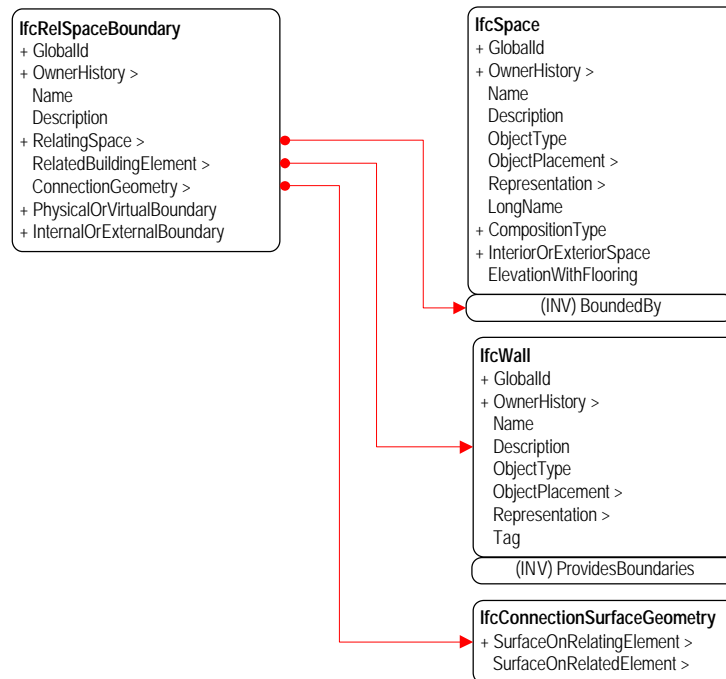 IfcRelSpaceBoundary
+ GlobalId
+ OwnerHistory >
Name
Description
+ RelatingSpace >
RelatedBuildingElement >
ConnectionGeometry >
+ PhysicalOrVirtualBoundary
+ InternalOrExternalBoundary
IfcSpace
+ GlobalId
+ OwnerHistory >
Name
Description
ObjectType
ObjectPlacement >
Representation >
LongName
+ CompositionType
+ InteriorOrExteriorSpace
ElevationWithFlooring
(INV) BoundedBy
IfcWall
+ GlobalId
+ OwnerHistory >
Name
Description
ObjectType
ObjectPlacement >
Representation >
Tag
(INV) ProvidesBoundaries
IfcConnectionSurfaceGeometry
+ SurfaceOnRelatingElement >
SurfaceOnRelatedElement >